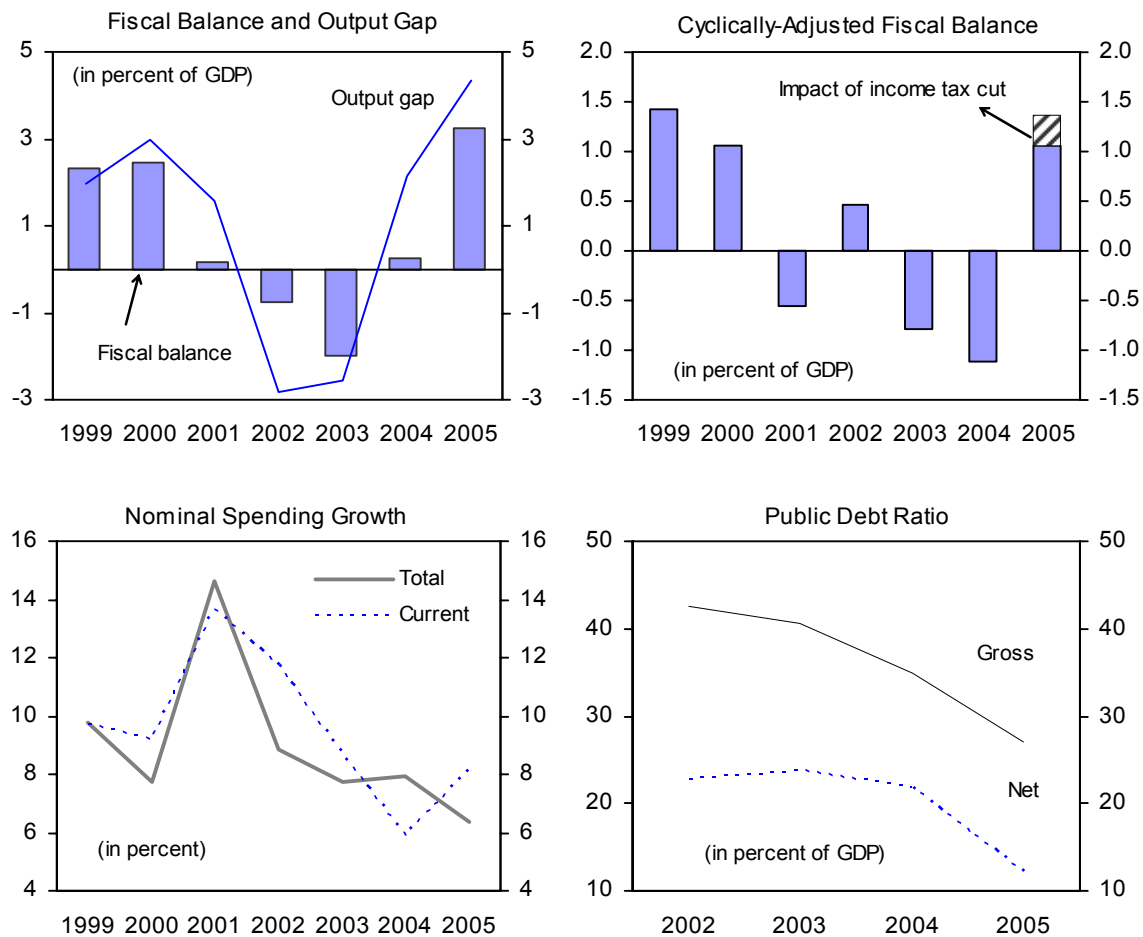 Fiscal Balance and Output Gap
5 5
(in percent of GDP)
Output gap
3 3
1 1
-1 -1
Fiscal balance
-3 -3
1999 2000 2001 2002 2003 2004 2005
Cyclically-Adjusted Fiscal Balance
2.0 2.0
Impact of income tax cut
1.5 1.5
1.0 1.0
0.5 0.5
0.0 0.0
-0.5 -0.5
-1.0 -1.0
(in percent of GDP)
-1.5 -1.5
1999 2000 2001 2002 2003 2004 2005
Nominal Spending Growth
16 16
Total
14 14
Current
12 12
10 10
8 8
6 6
(in percent)
4 4
1999 2000 2001 2002 2003 2004 2005
Public Debt Ratio
50 50
40 40
Gross
30 30
Net
20 20
(in percent of GDP)
10 10
2002 2003 2004 2005